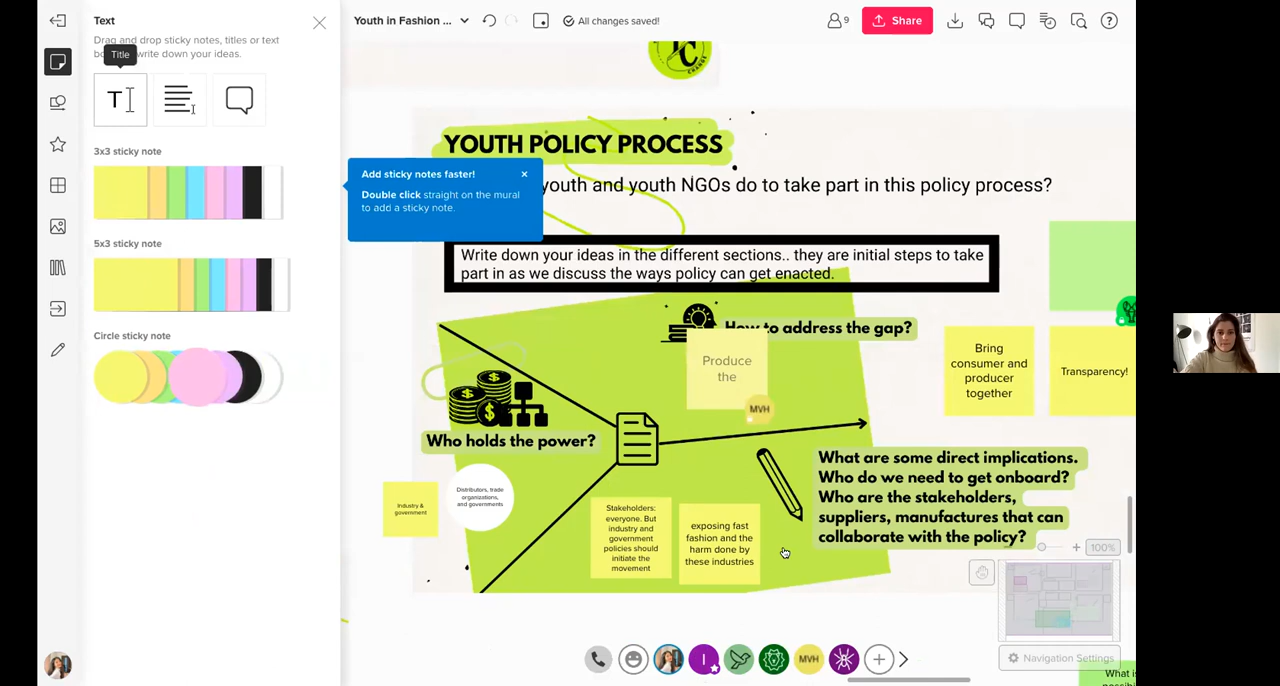 Text
Drag and drop sticky notes, titles or text
write down your ideas.
Title
T
3x3 sticky note
5x3 sticky note
Circle sticky note
Youth in Fashion ...
All changes saved!
9
Share
CHANGE
YOUTH POLICY PROCESS
youth and youth NGOs do to take part in this policy process?
Add sticky notes faster!
Double click straight on the mural
to add a sticky note.
Write down your ideas in the different sections.. they are initial steps to take
part in as we discuss the ways policy can get enacted.
How to address the gap?
Produce
the
MVH
Bring
consumer and
producer
together
Transparency!
Who holds the power?
Industry &
government
Distributors, trade
organizations,
and governments
Stakeholders:
everyone. But
industry and
government
policies should
initiate the
movement
exposing fast
fashion and the
harm done by
these industries
What are some direct implications.
Who do we need to get onboard?
Who are the stakeholders,
suppliers, manufactures that can
collaborate with the policy?
100%
Navigation Settings
I
MVH
What is